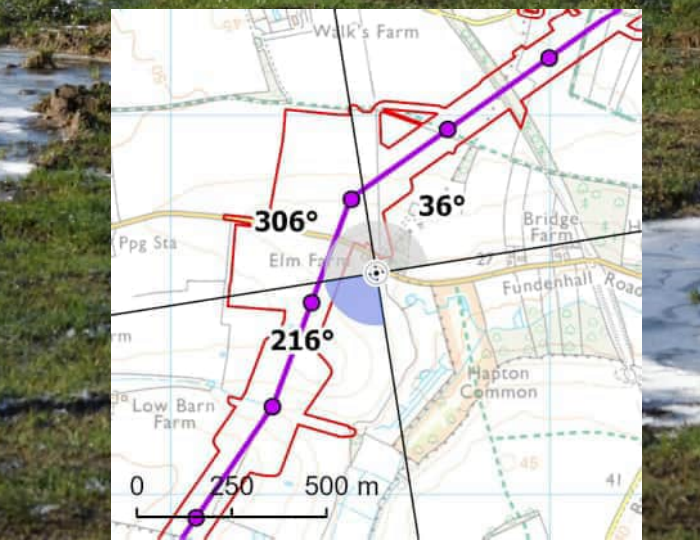 Walk's Farm
45
306°
36°
Ppg Sta
Elm Farm
Bridge
Farm
27
Fundenhall Road
216°
Hapton
Common
Low Barn
Farm
45
41
0 250 500 m